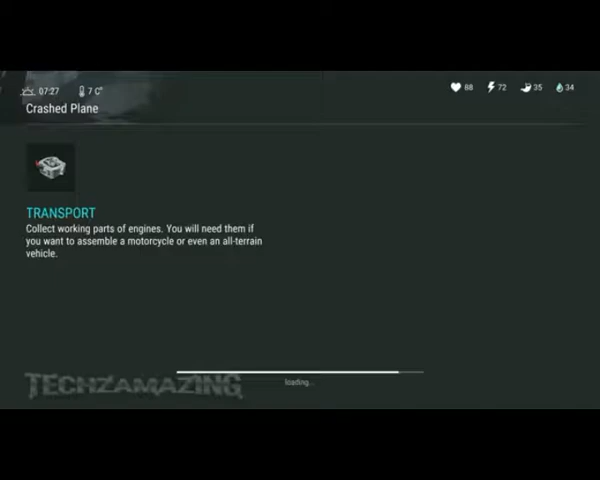 07:27 7 C° 88 72 35 34
Crashed Plane
TRANSPORT
Collect working parts of engines. You will need them if
you want to assemble a motorcycle or even an all-terrain
vehicle.
TECHZAMAZING
loading..